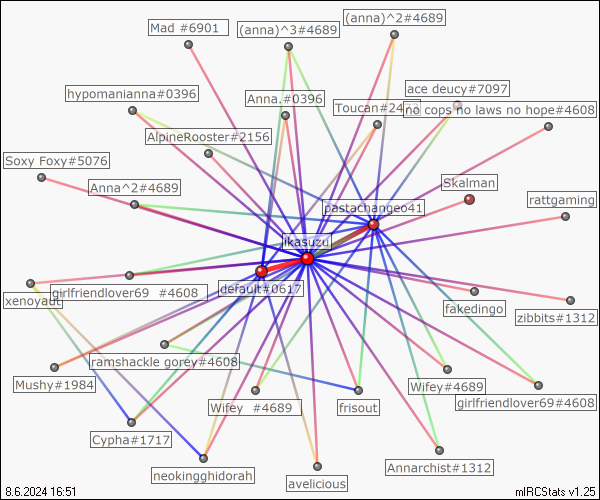 Mad #6901
(anna)^3#4689
(anna)^2#4689
hypomanianna#0396
Anna.#0396
ace deucy#7097
Toucan#24
no cops no laws no hope#4608
AlpineRooster#2156
Soxy Foxy#5076
Anna^2#4689
Skalman
pastachangeo41
rattgaming
ikasuzu
default#0617
girlfriendlover69 #4608
xenoyaut
fakedingo
zibbits#1312
ramshackle gorey#4608
Mushy#1984
Wifey#4689
girlfriendlover69#4608
Wifey #4689
frisout
Cypha#1717
neokingghidorah
Annarchist#1312
avelicious
8.6.2024 16:51
mIRCStats v1.25